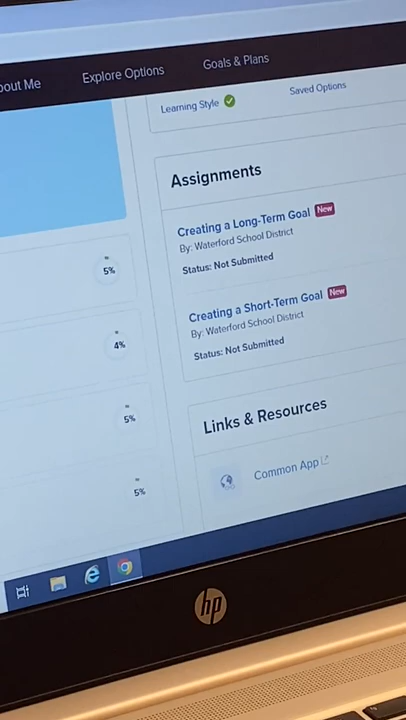 out Me
Explore Options
Goals & Plans
Learning Style
Saved Options
Assignments
Creating a Long-Term Goal New
By: Waterford School District
Status: Not Submitted
5%
Creating a Short-Term Goal New
By: Waterford School District
Status: Not Submitted
4%
Links & Resources
5%
Common App
5%
hp